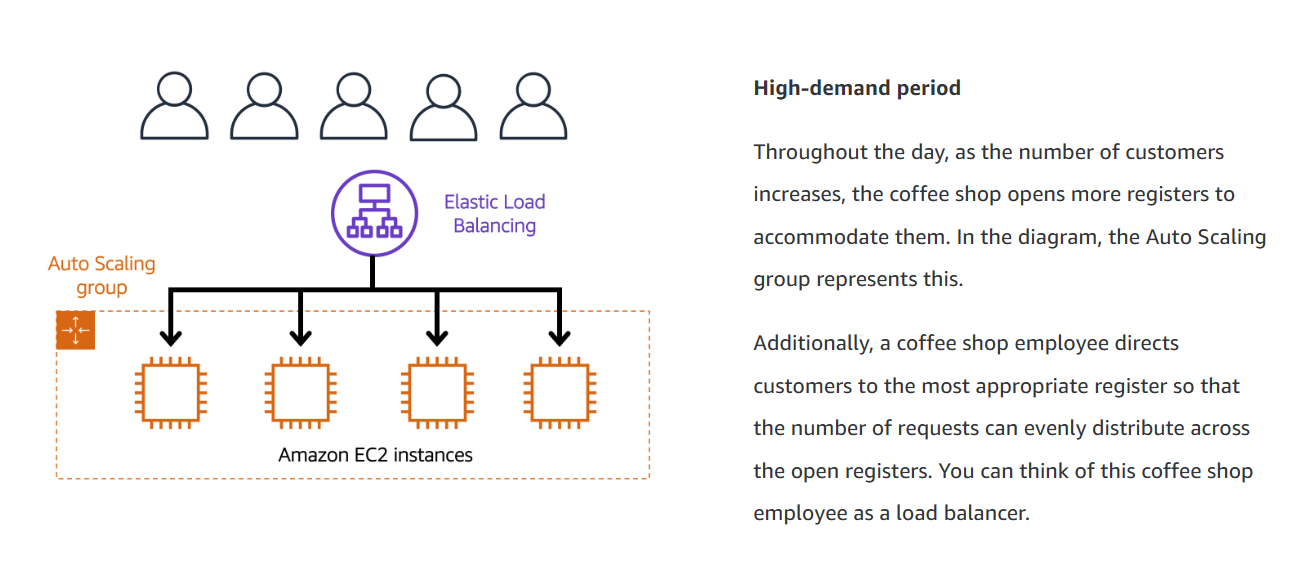 Elastic Load
Balancing
Auto Scaling
group
Amazon EC2 instances
High-demand period
Throughout the day, as the number of customers
increases, the coffee shop opens more registers to
accommodate them. In the diagram, the Auto Scaling
group represents this.
Additionally, a coffee shop employee directs
customers to the most appropriate register so that
the number of requests can evenly distribute across
the open registers. You can think of this coffee shop
employee as a load balancer.